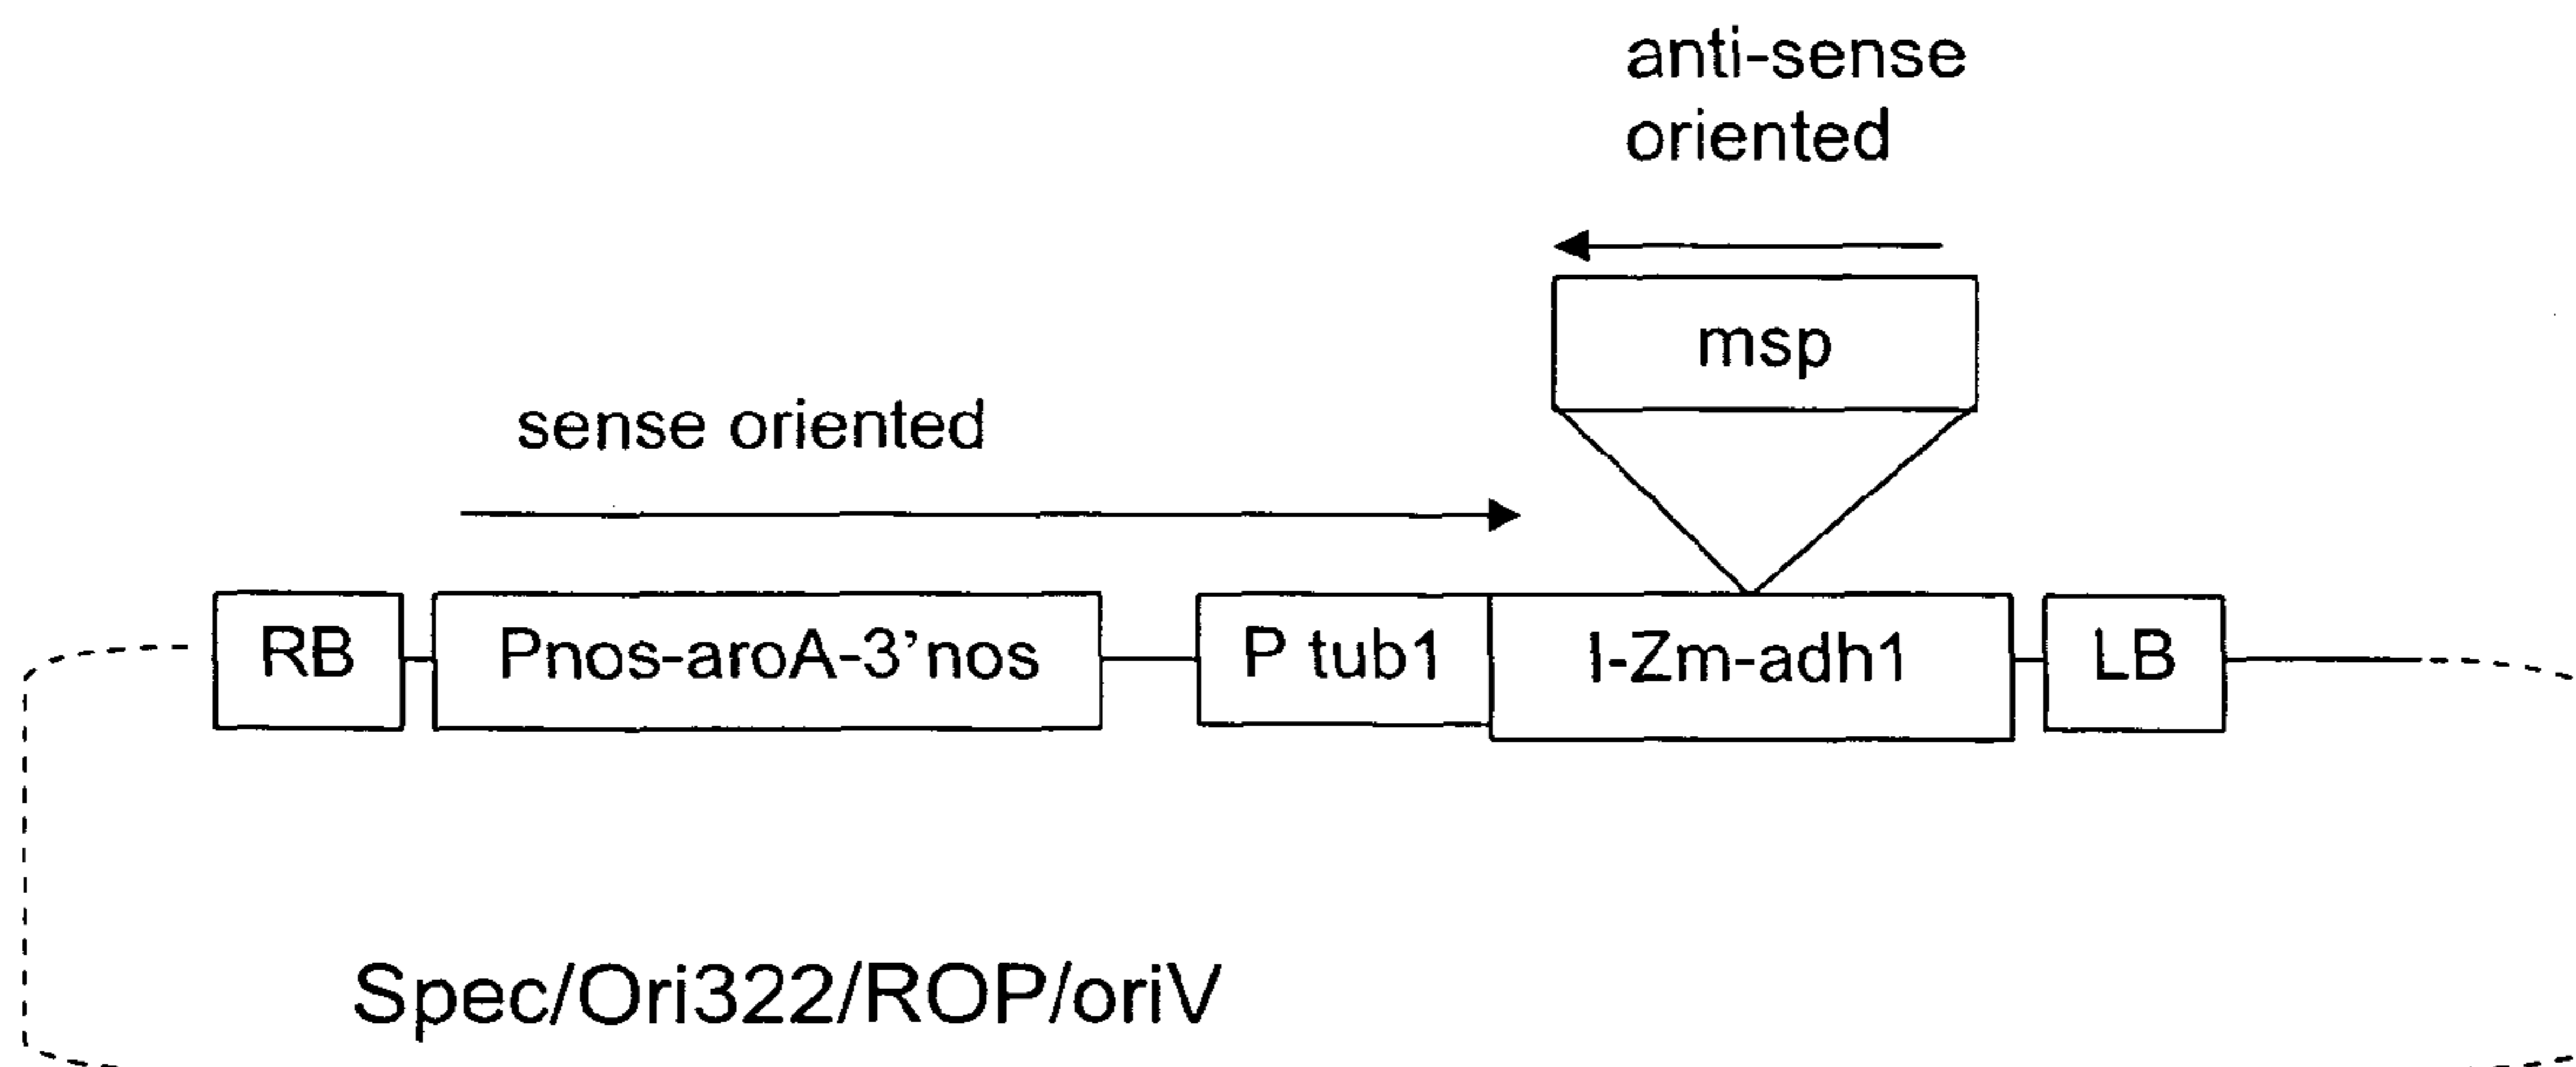 anti-sense
oriented
msp
sense oriented
RB
Pnos-aroA-3’nos
P tub1
I-Zm-adh1
LB
Spec/Ori322/ROP/oriV